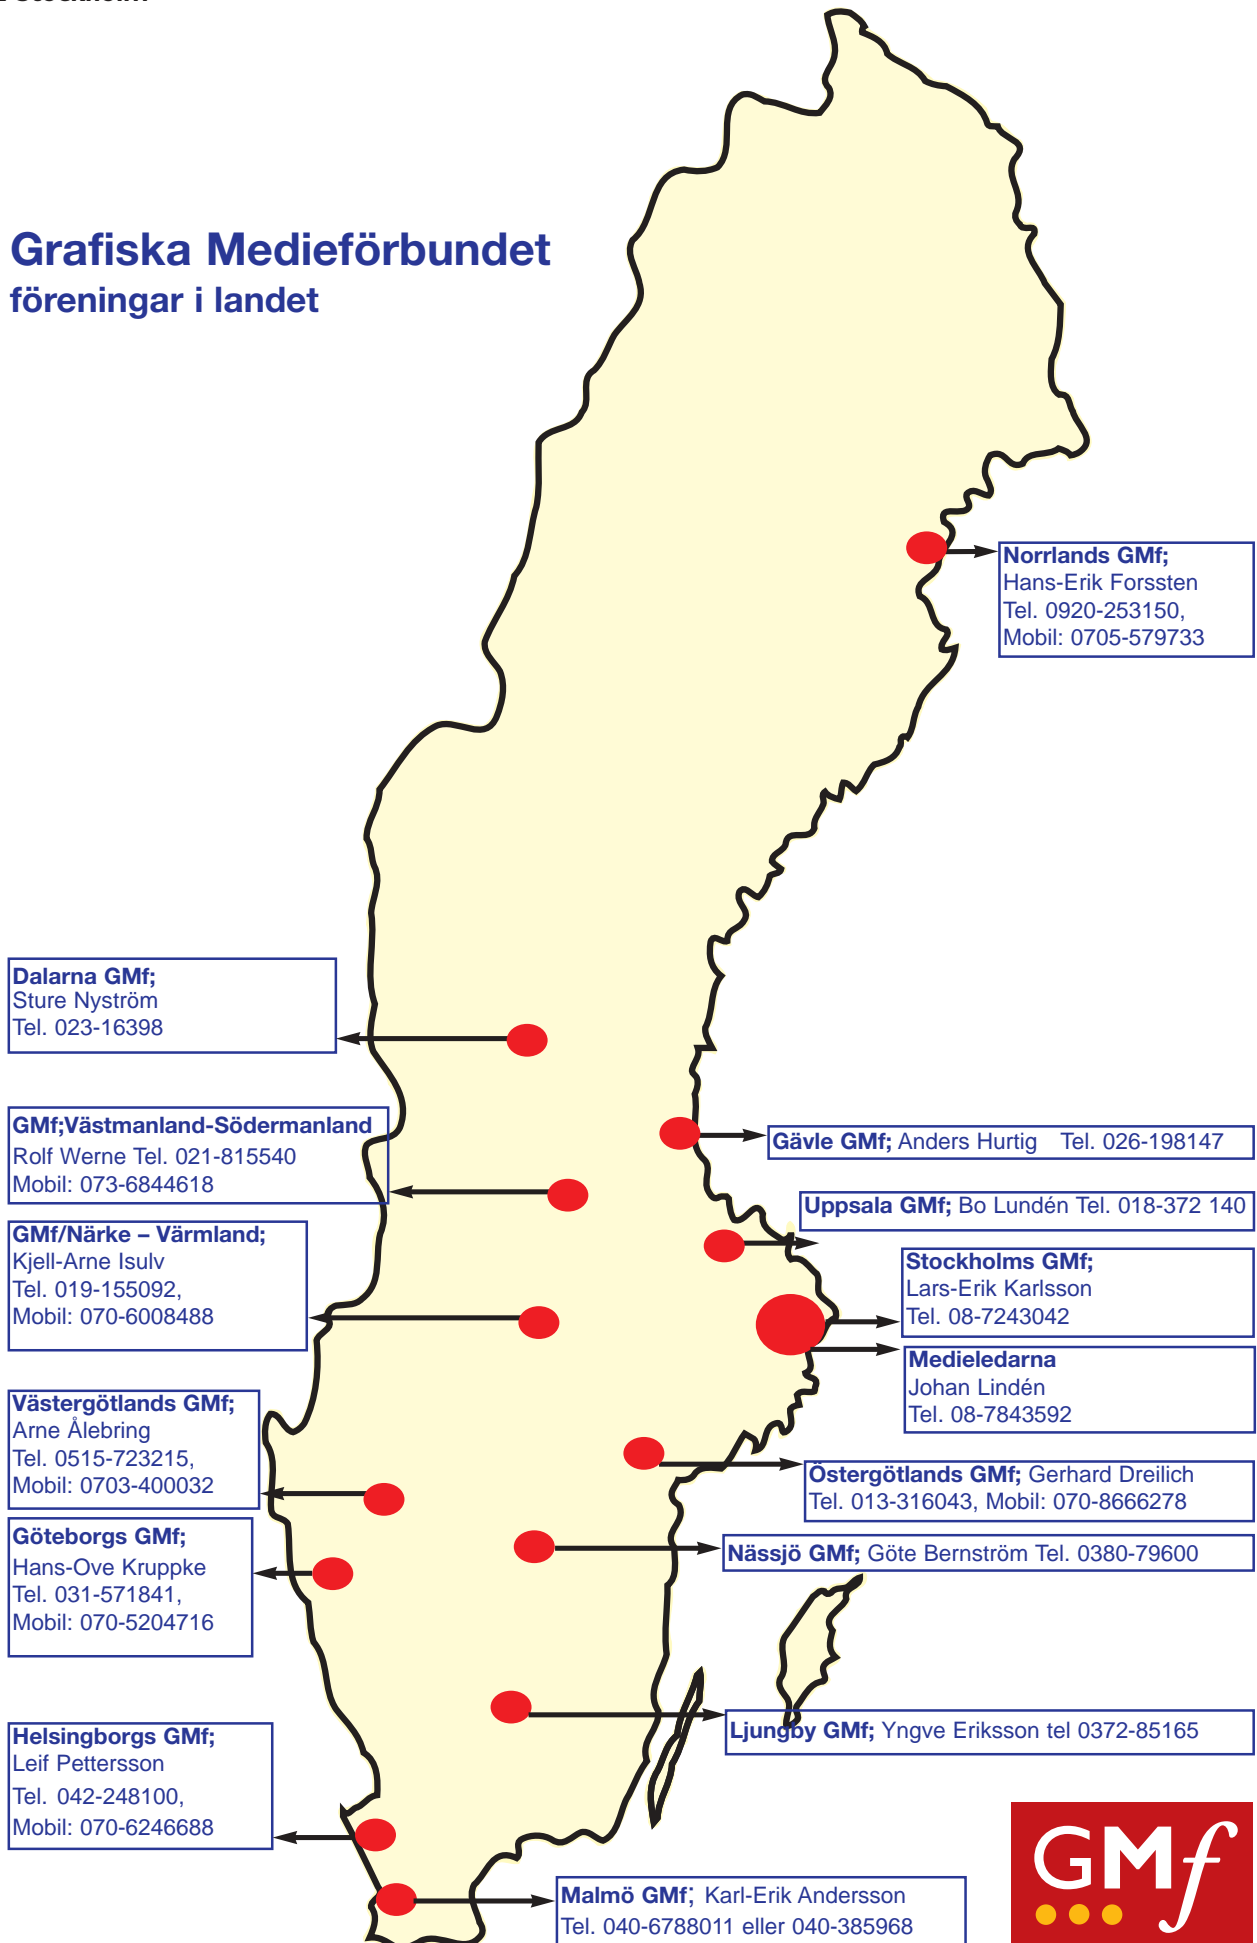 Stockholm
Grafiska Medieförbundet
föreningar i landet
Norrlands GMf;
Hans-Erik Forssten
Tel. 0920-253150,
Mobil: 0705-579733
Dalarna GMf;
Sture Nyström
Tel. 023-16398
GMf;Västmanland-Södermanland
Rolf Werne Tel. 021-815540
Mobil: 073-6844618
Gävle GMf; Anders Hurtig Tel. 026-198147
Uppsala GMf; Bo Lundén Tel. 018-372 140
GMf/Närke – Värmland;
Kjell-Arne Isulv
Tel. 019-155092,
Mobil: 070-6008488
Stockholms GMf;
Lars-Erik Karlsson
Tel. 08-7243042
Medieledarna
Johan Lindén
Tel. 08-7843592
Västergötlands GMf;
Arne Ålebring
Tel. 0515-723215,
Mobil: 0703-400032
Östergötlands GMf; Gerhard Dreilich
Tel. 013-316043, Mobil: 070-8666278
Göteborgs GMf;
Hans-Ove Kruppke
Tel. 031-571841,
Mobil: 070-5204716
Nässjö GMf; Göte Bernström Tel. 0380-79600
Ljungby GMf; Yngve Eriksson tel 0372-85165
Helsingborgs GMf;
Leif Pettersson
Tel. 042-248100,
Mobil: 070-6246688
Malmö GMf; Karl-Erik Andersson
Tel. 040-6788011 eller 040-385968
GMf